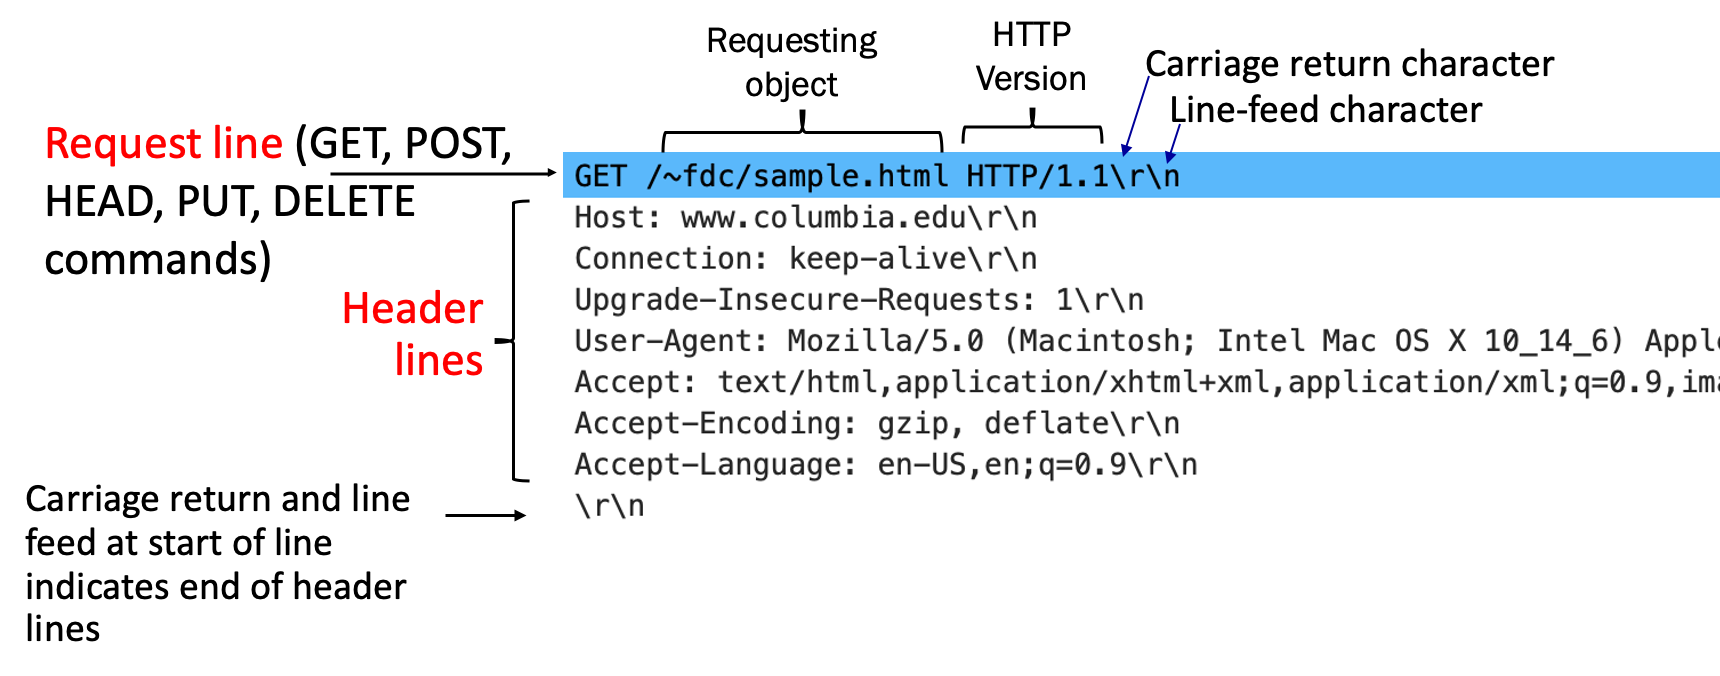 Requesting
object
HTTP
Version
Carriage return character
Line-feed character
Request line (GET, POST,
HEAD, PUT, DELETE
commands)
GET /~fdc/sample.html HTTP/1.1\r\n
Host: www.columbia.edu\r\n
Connection: keep-alive\r\n
Upgrade-Insecure-Requests: 1\r\n
User-Agent: Mozilla/5.0 (Macintosh; Intel Mac OS X 10_14_6)
Accept: text/html,application/xhtml+xml,application/xml;q=0.9,
Accept-Encoding: gzip, deflate\r\n
Accept-Language: en-US,en;q=0.9\r\n
\r\n
Header
lines
Carriage return and line
feed at start of line
indicates end of header
lines